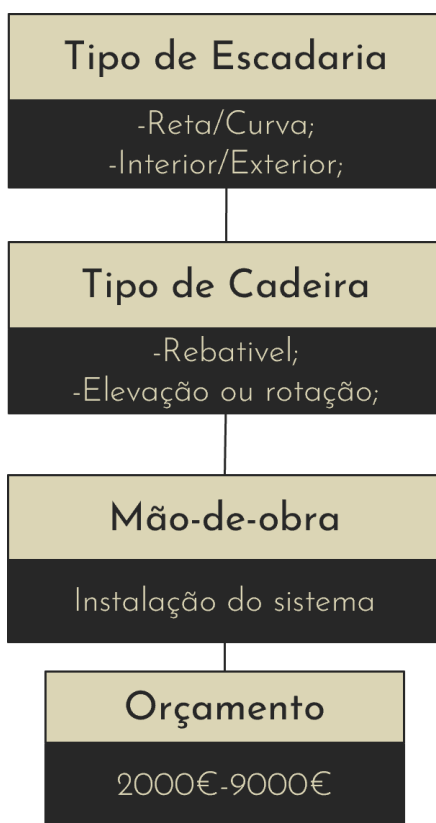 Tipo de Escadaria
-Reta/Curva;
-Interior/Exterior;
Tipo de Cadeira
-Rebativel;
-Elevação ou rotação;
Mão-de-obra
Instalação do sistema
Orçamento
2000€-9000€